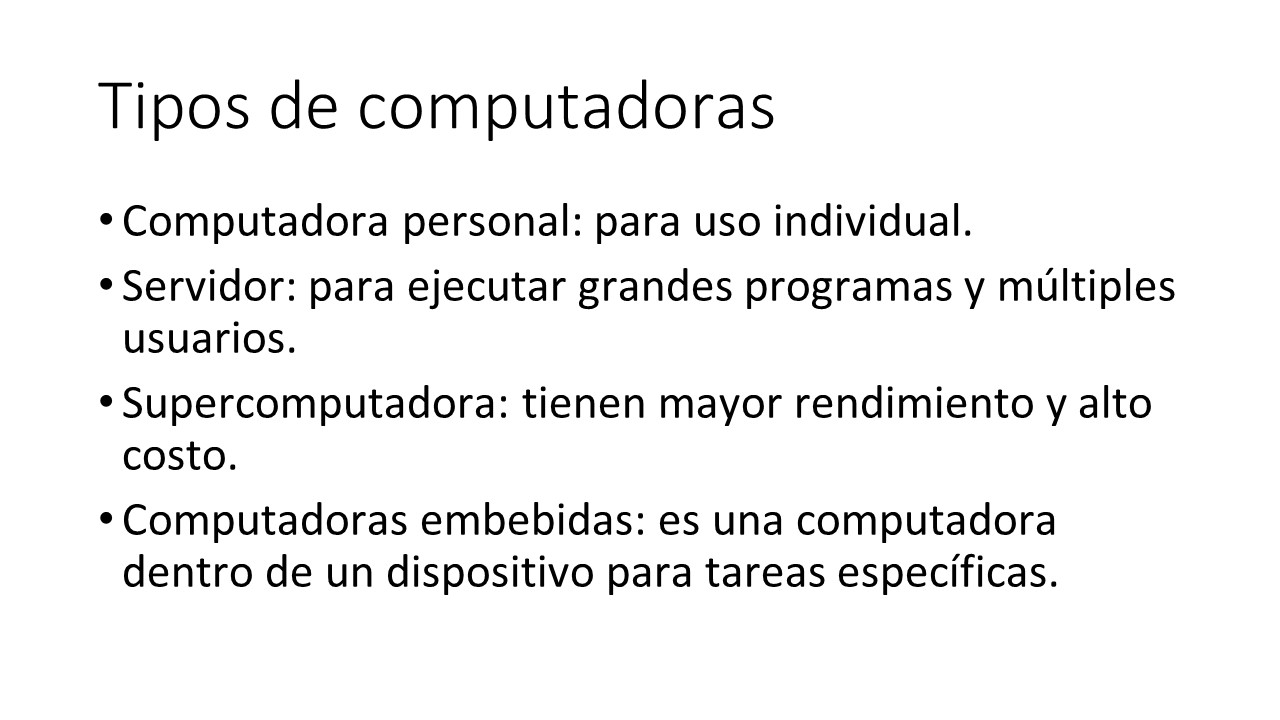 Tipos de computadoras
• Computadora personal: para uso individual.
• Servidor: para ejecutar grandes programas y múltiples
usuarios.
• Supercomputadora: tienen mayor rendimiento y alto
costo.
• Computadoras embebidas: es una computadora
dentro de un dispositivo para tareas específicas.